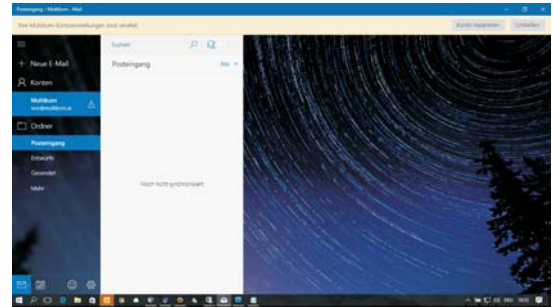 Posteingang - Multikom - Mail
Ihre Multikom-Kontoeinstellungen sind veraltet.
Konto reparieren
Schließen
Suchen
Neue E-Mail
Posteingang
Alle
Konten
Multikom
Ordner
Posteingang
Entwürfe
Gesendet
Mehr
Noch nicht synchronisiert
DEU